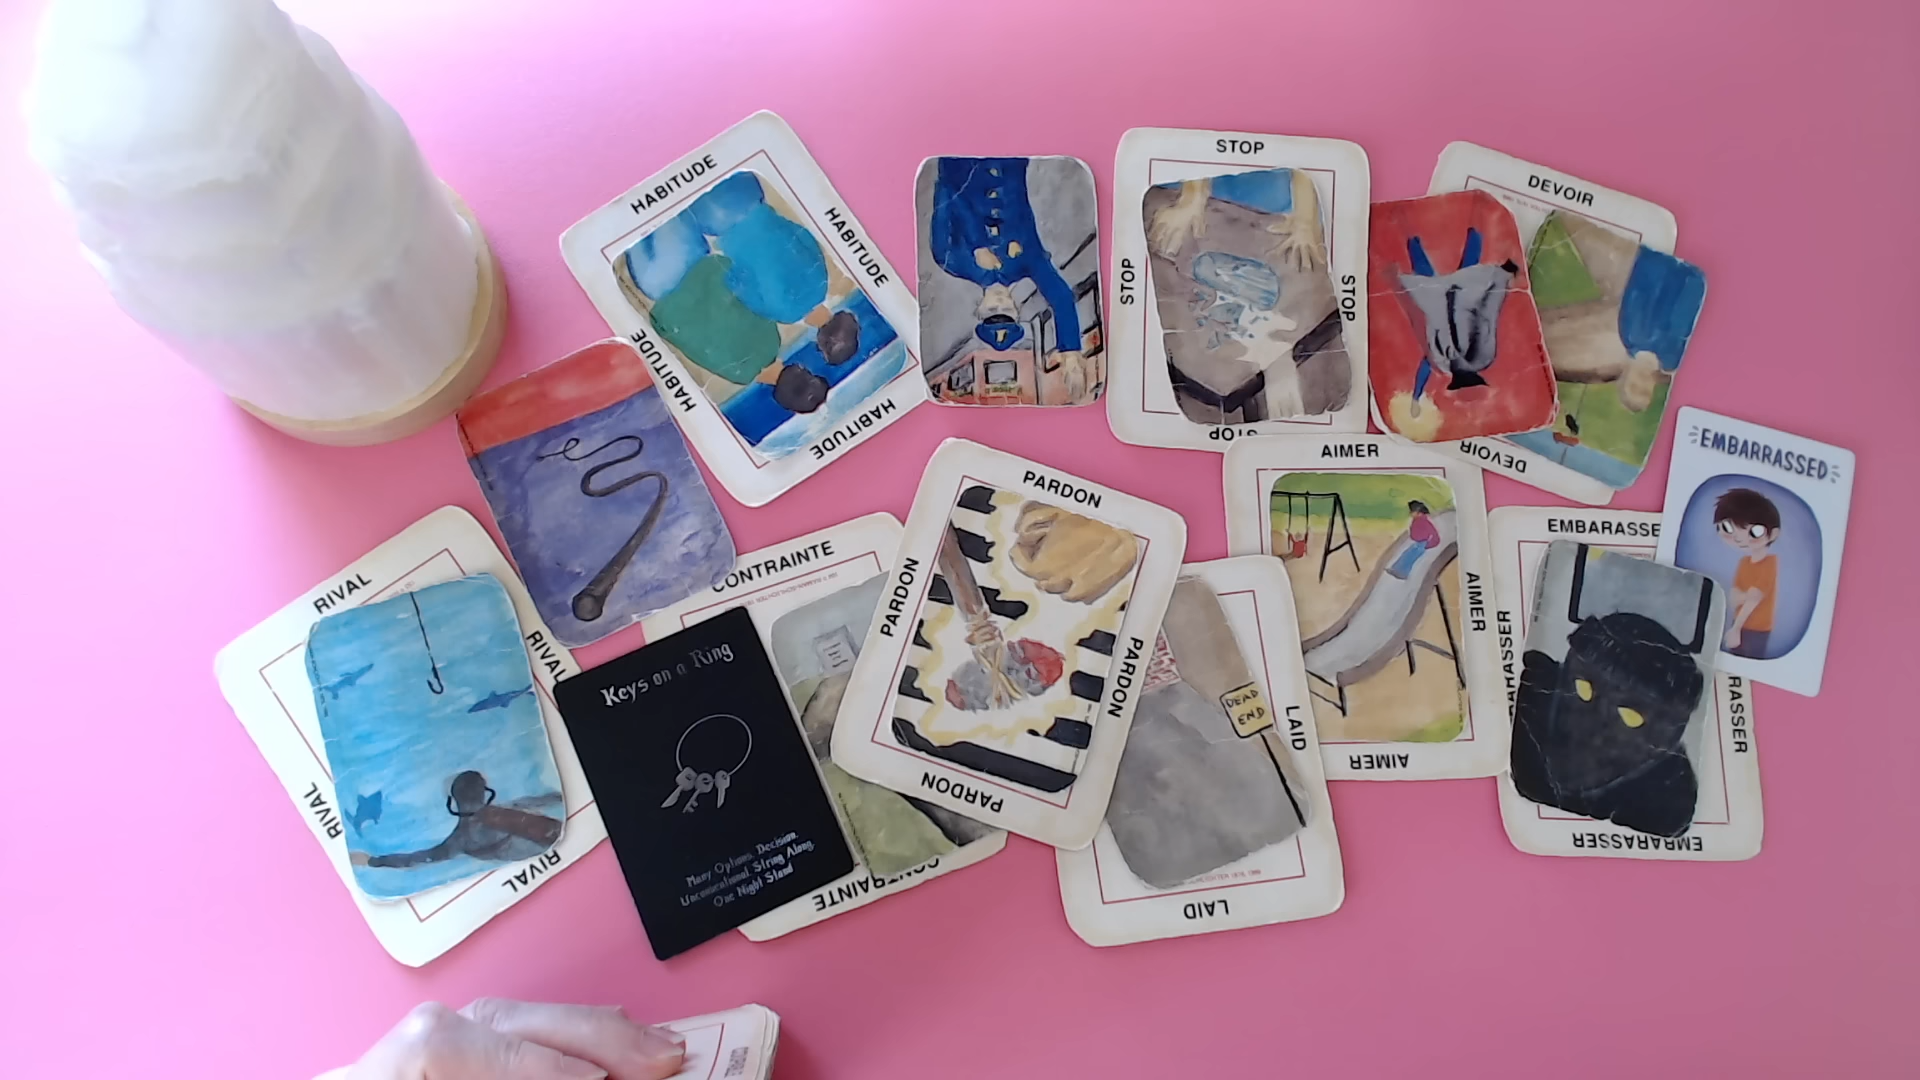 HABITUDE
HABITUDE
HABITUDE
HABITUDE
STOP
STOP
STOP
STOP
DEVOIR
DEVOIR
EMBARRASSED
RIVAL
RIVAL
RIVAL
RIVAL
CONTRAINTE
CONTRAINTE
Keys on a Ring
Many Options, Decision,
Unconventional, String Along,
One Night Stand
PARDON
PARDON
PARDON
PARDON
AIMER
AIMER
AIMER
DEAD
END
LAID
LAID
EMBARASSE
EMBARASSER